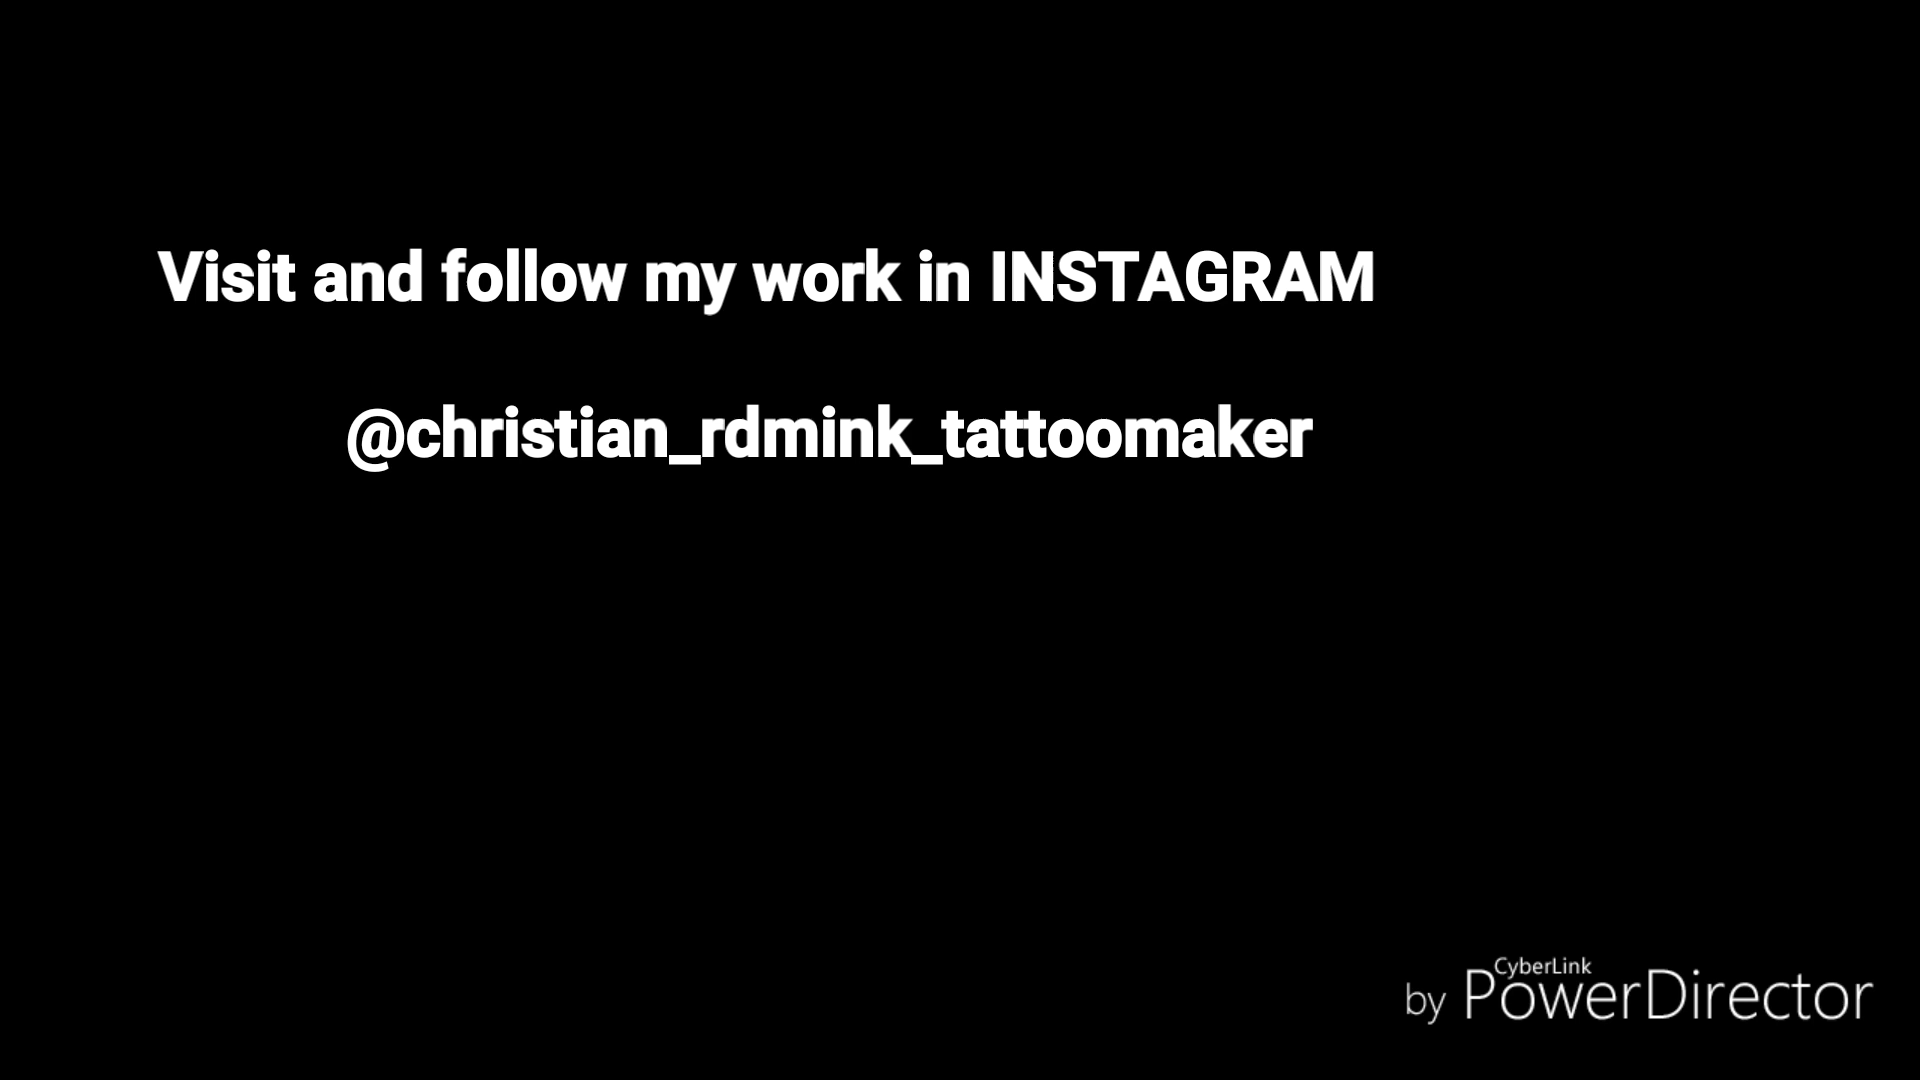 Visit and follow my work in INSTAGRAM
@christian_rdmink_tattoomaker
CyberLink
by PowerDirector